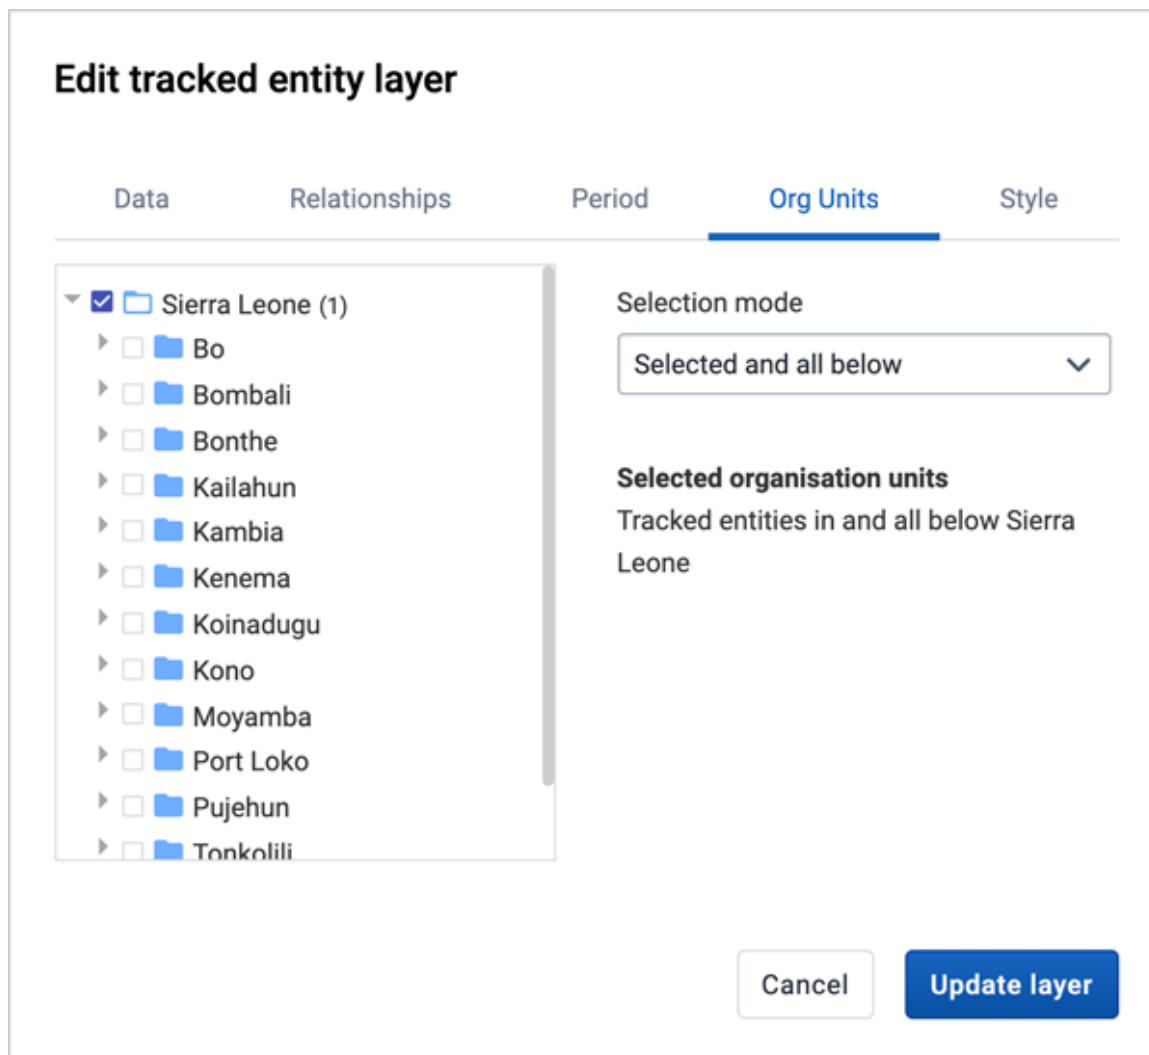 Edit tracked entity layer
Data Relationships Period Org Units Style
Sierra Leone (1)
Bo
Bombali
Bonthe
Kailahun
Kambia
Kenema
Koinadugu
Kono
Moyamba
Port Loko
Pujehun
Tonkolili
Selection mode
Selected and all below
Selected organisation units
Tracked entities in and all below Sierra
Leone
Cancel Update layer